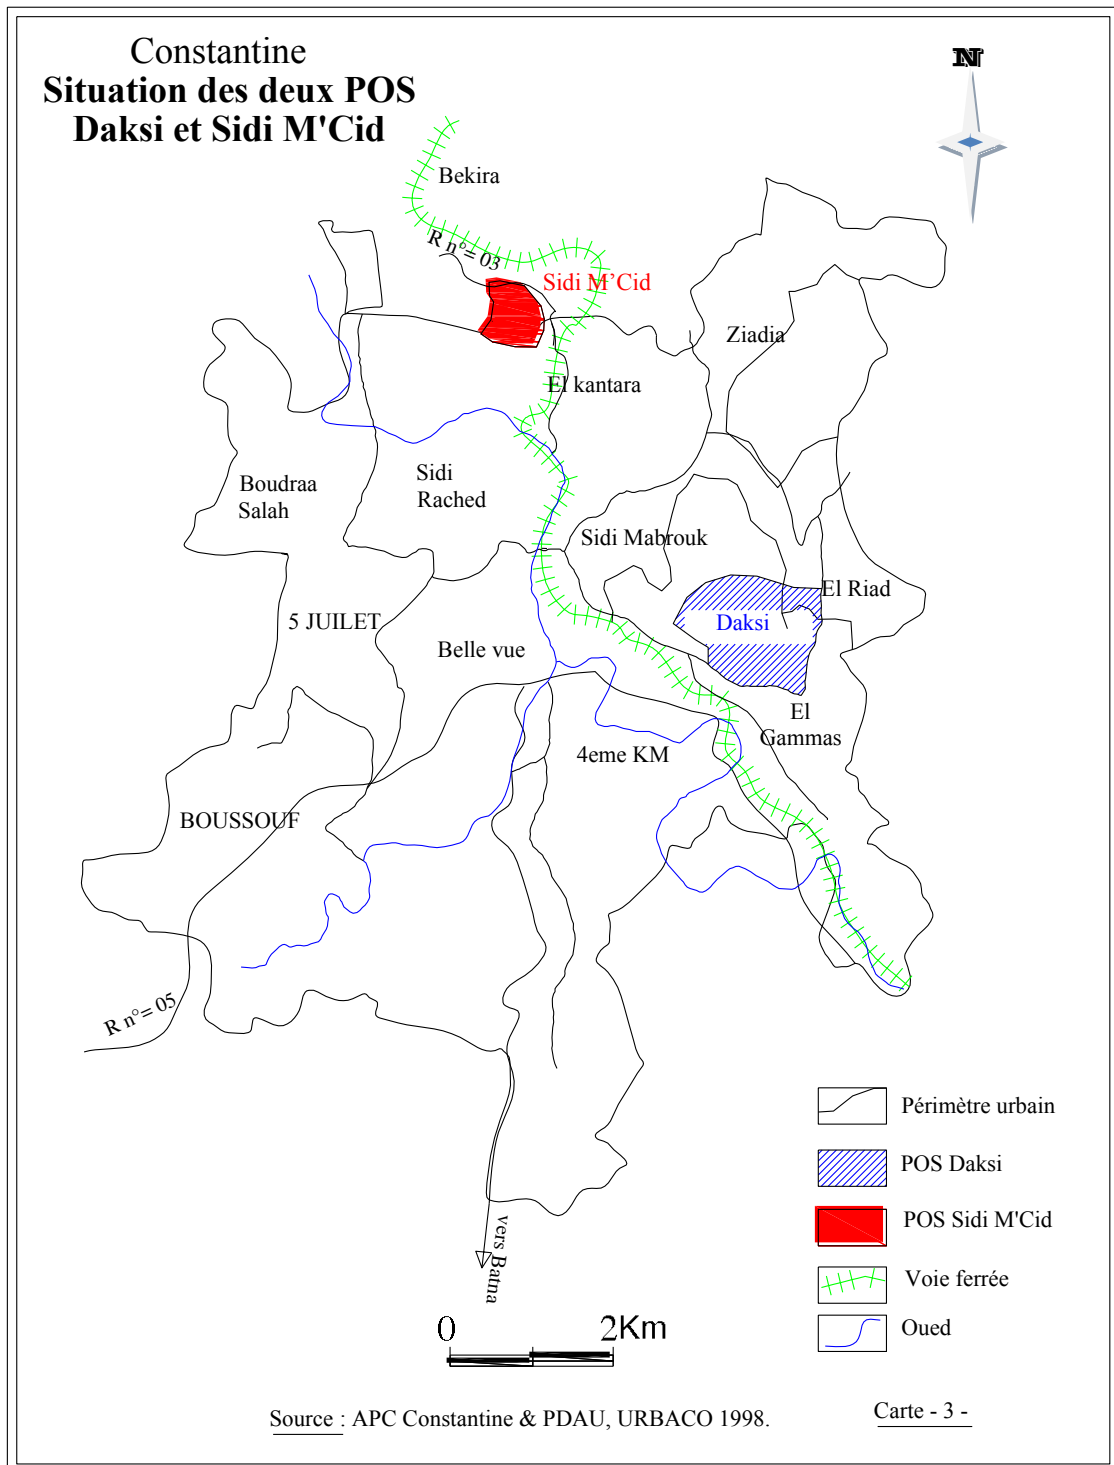 Constantine
Situation des deux POS
Daksi et Sidi M'Cid
N
Bekira
R n°= 03
Sidi M'Cid
Ziadia
El kantara
Sidi
Rached
Boudraa
Salah
Sidi Mabrouk
El Riad
5 JUILET
Daksi
Belle vue
El
Gammas
4eme KM
BOUSSOUF
R n°= 05
vers Batna
Périmètre urbain
POS Daksi
POS Sidi M'Cid
Voie ferrée
Oued
0 2Km
Source : APC Constantine & PDAU, URBACO 1998.
Carte - 3 -